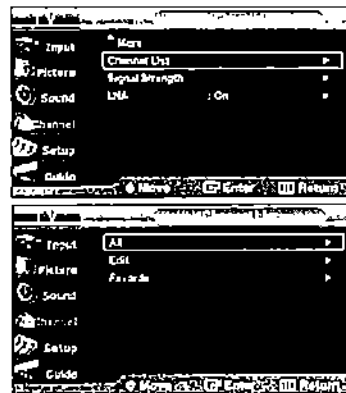 Input
▲ More
Channel List ►
Picture
Signal Strength ►
Sound
LNA : On ►
Channel
Setup
Guide
Move Enter Return
Input
All ►
Edit ►
Picture
Favorite ►
Sound
Channel
Setup
Guide
Move Enter Return